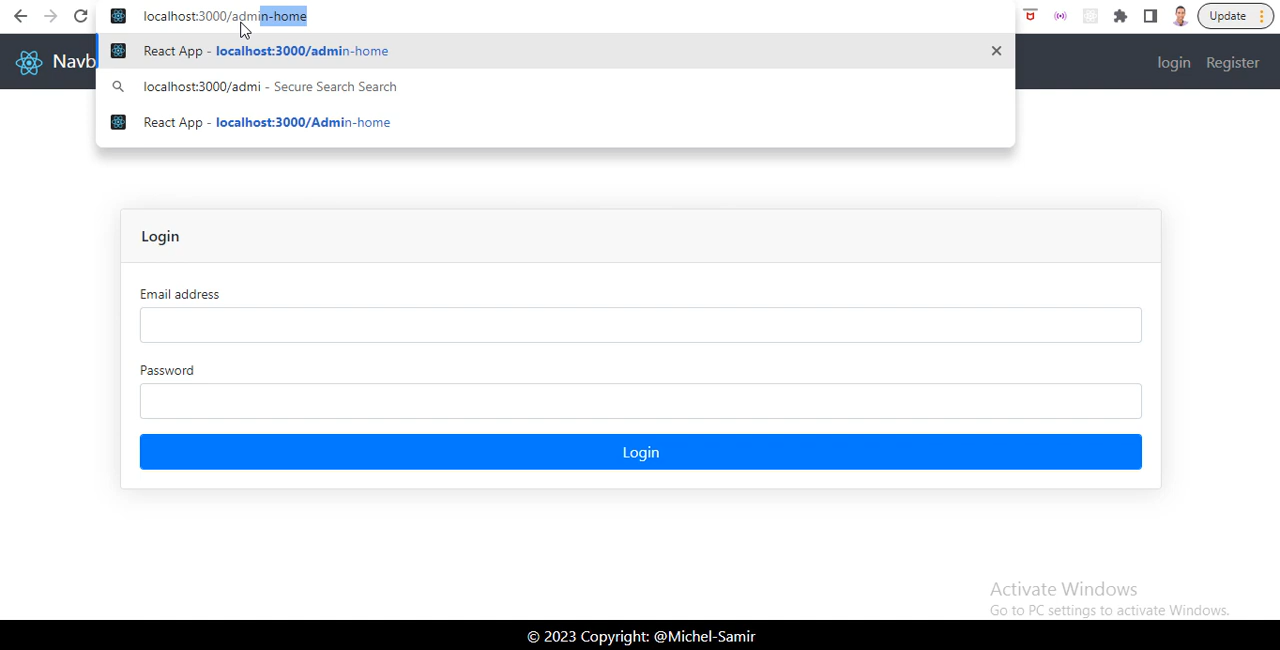 localhost:3000/admin-home
Update
React App - localhost:3000/admin-home
Navb
login
Register
localhost:3000/admi - Secure Search Search
React App - localhost:3000/Admin-home
Login
Email address
Password
Login
Activate Windows
Go to PC settings to activate Windows.
© 2023 Copyright: @Michel-Samir